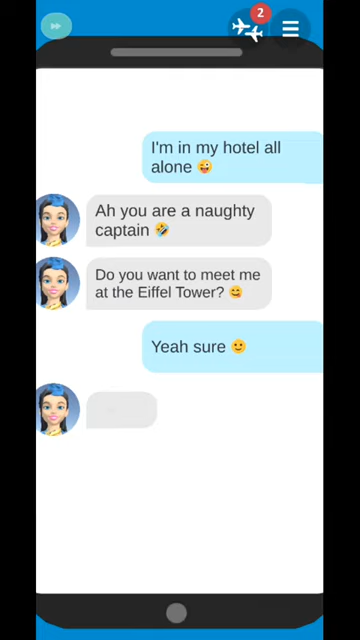 2
I'm in my hotel all
alone 😜
Ah you are a naughty
captain 🤣
Do you want to meet me
at the Eiffel Tower? 😊
Yeah sure 🙂